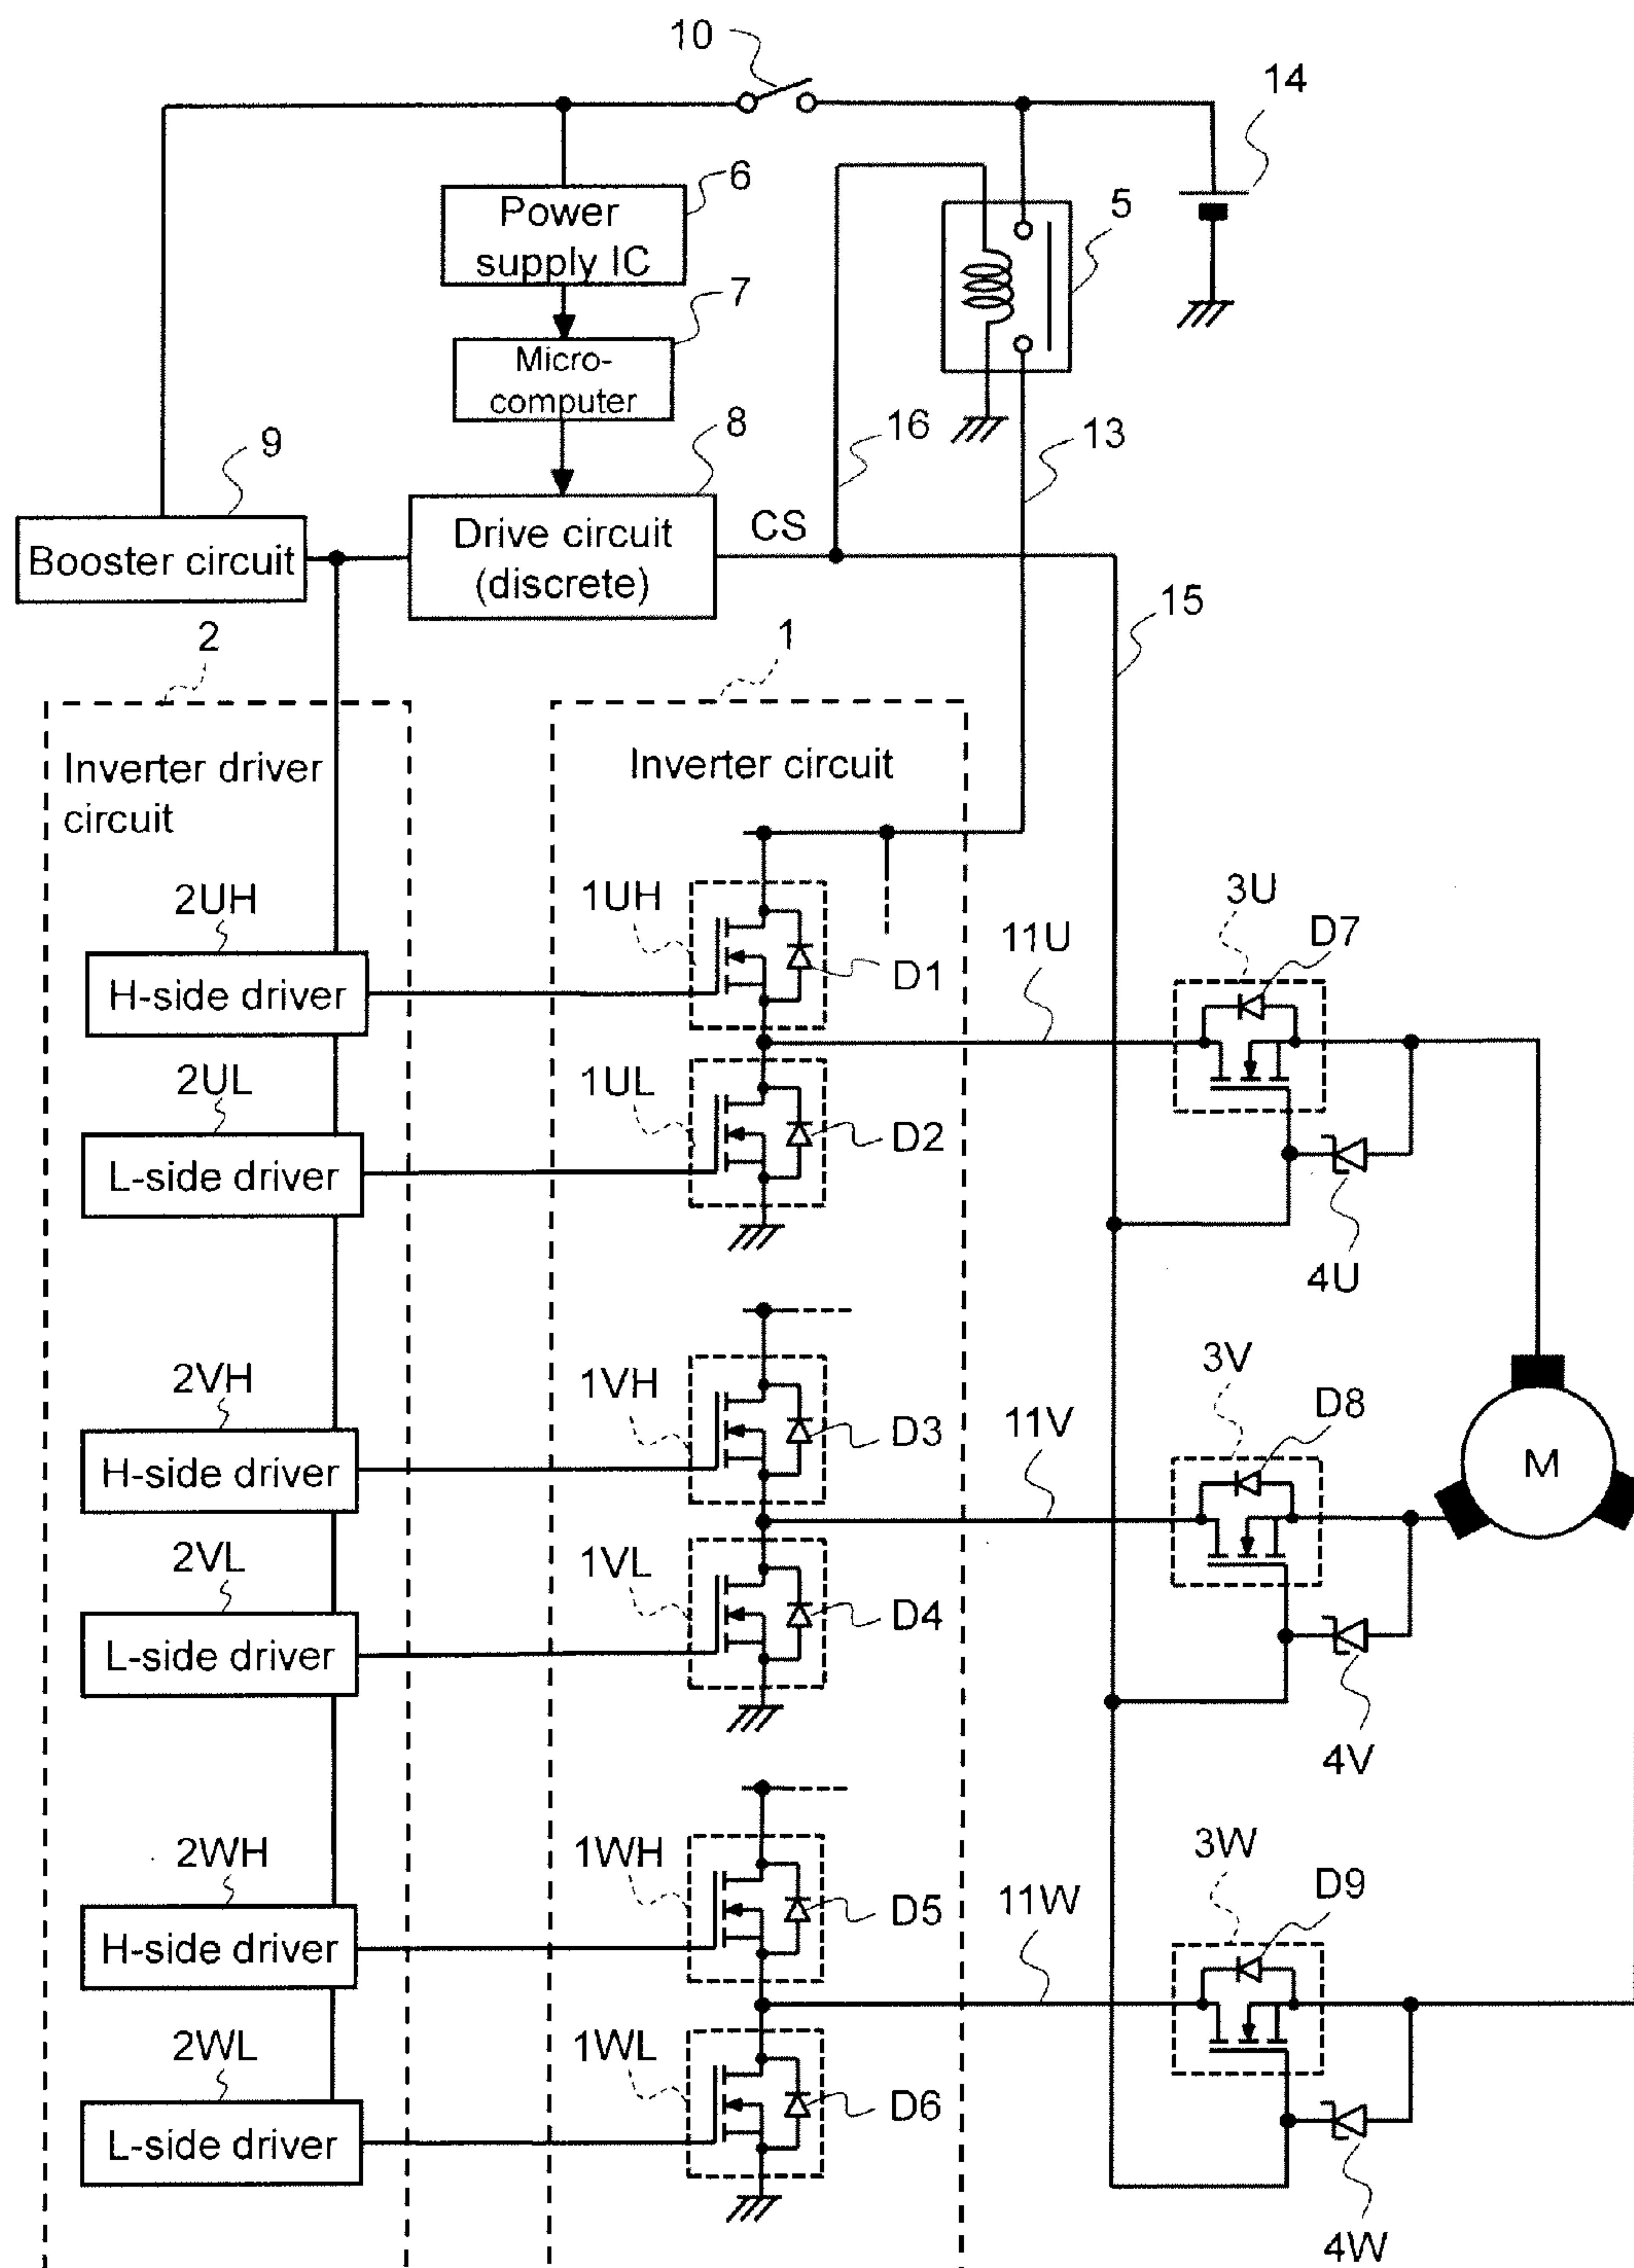 10
14
6
Power
supply IC
5
7
Micro-
computer
16
13
8
9
Drive circuit
(discrete)
CS
Booster circuit
15
2
1
Inverter driver
circuit
Inverter circuit
2UH
1UH
3U
D7
11U
H-side driver
D1
2UL
1UL
D2
L-side driver
4U
2VH
1VH
3V
D8
11V
H-side driver
D3
M
2VL
1VL
D4
L-side driver
4V
2WH
1WH
3W
D9
11W
H-side driver
D5
2WL
1WL
D6
L-side driver
4W